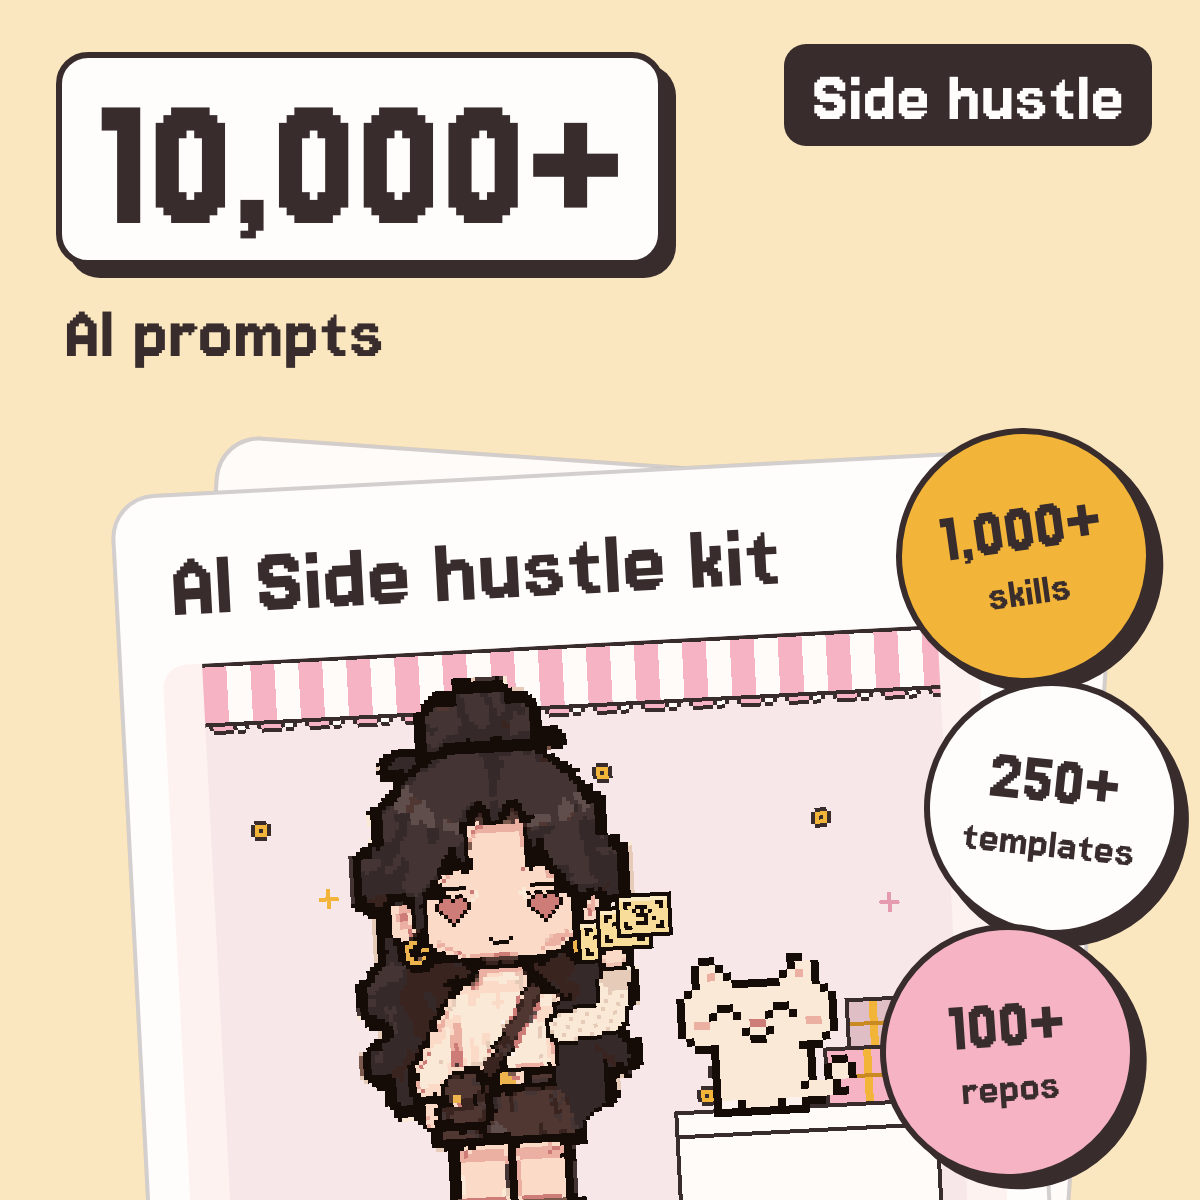 10,000+
Side hustle
AI prompts
AI Side hustle kit
1,000+
skills
250+
templates
100+
repos